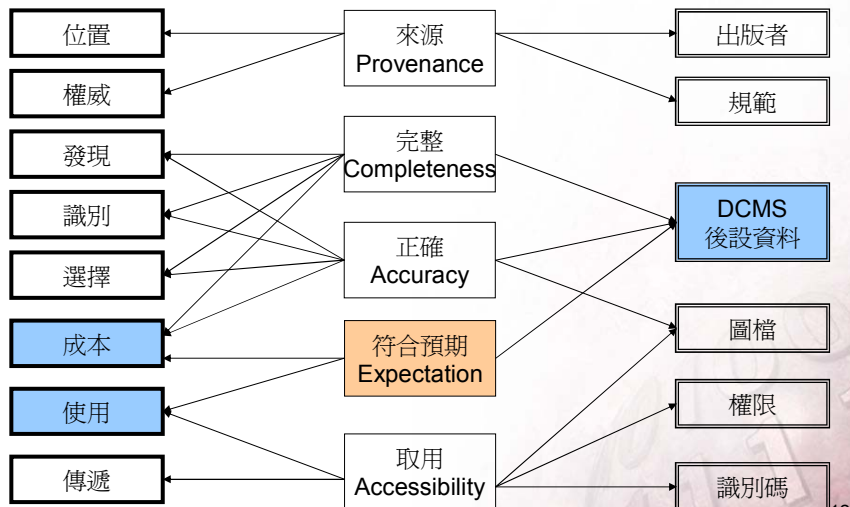 位置
權威
發現
識別
選擇
成本
使用
傳遞
來源
Provenance
完整
Completeness
正確
Accuracy
符合預期
Expectation
取用
Accessibility
出版者
規範
DCMS
後設資料
圖檔
權限
識別碼